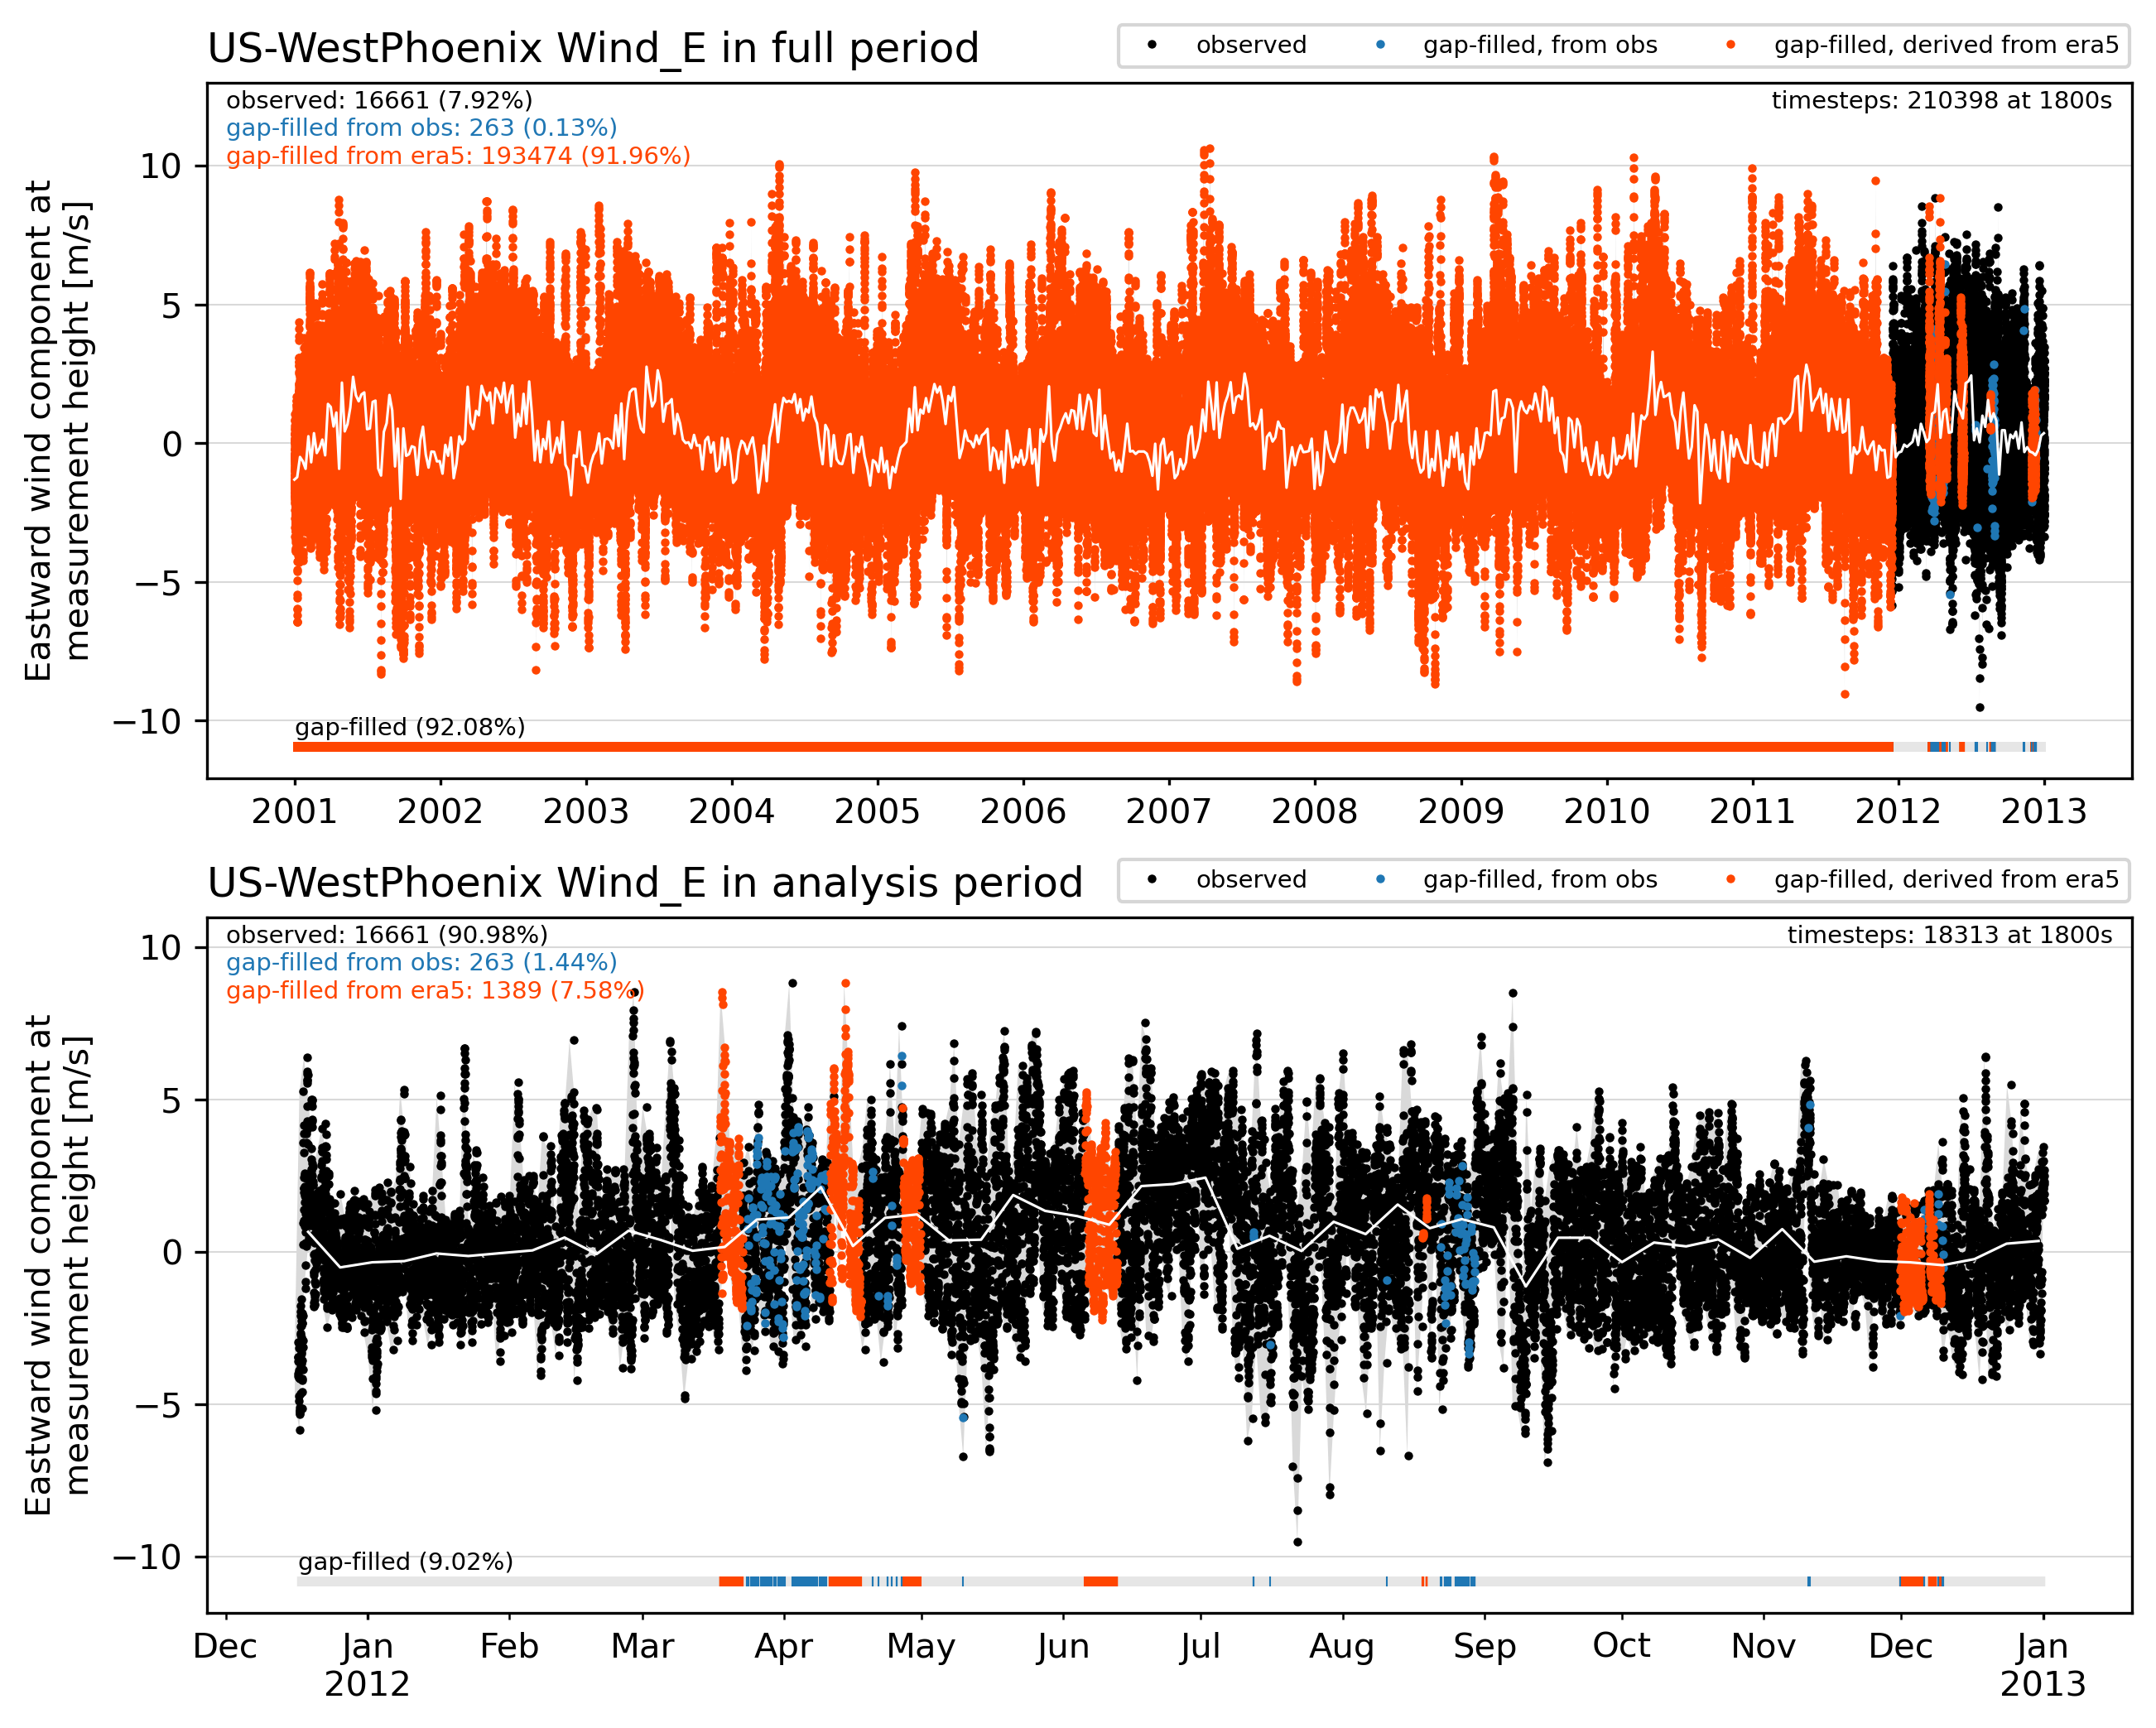 US-WestPhoenix Wind_E in full period
observed
gap-filled, from obs
gap-filled, derived from era5
observed: 16661 (7.92%)
gap-filled from obs: 263 (0.13%)
gap-filled from era5: 193474 (91.96%)
timesteps: 210398 at 1800s
Eastward wind component at
measurement height [m/s]
10
5
0
−5
−10
gap-filled (92.08%)
2001 2002 2003 2004 2005 2006 2007 2008 2009 2010 2011 2012 2013
US-WestPhoenix Wind_E in analysis period
observed
gap-filled, from obs
gap-filled, derived from era5
observed: 16661 (90.98%)
gap-filled from obs: 263 (1.44%)
gap-filled from era5: 1389 (7.58%)
timesteps: 18313 at 1800s
Eastward wind component at
measurement height [m/s]
10
5
0
−5
−10
gap-filled (9.02%)
Dec Jan Feb Mar Apr May Jun Jul Aug Sep Oct Nov Dec Jan
2012 2013